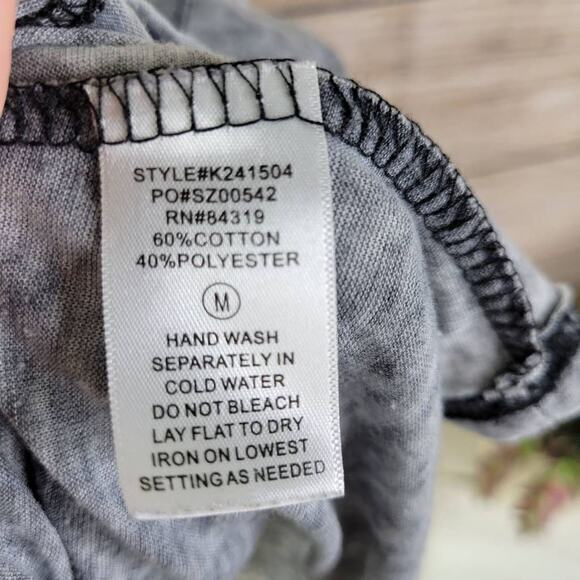 STYLE#K241504
PO#SZ00542
RN#84319
60%COTTON
40%POLYESTER
M
HAND WASH
SEPARATELY IN
COLD WATER
DO NOT BLEACH
LAY FLAT TO DRY
IRON ON LOWEST
SETTING AS NEEDED